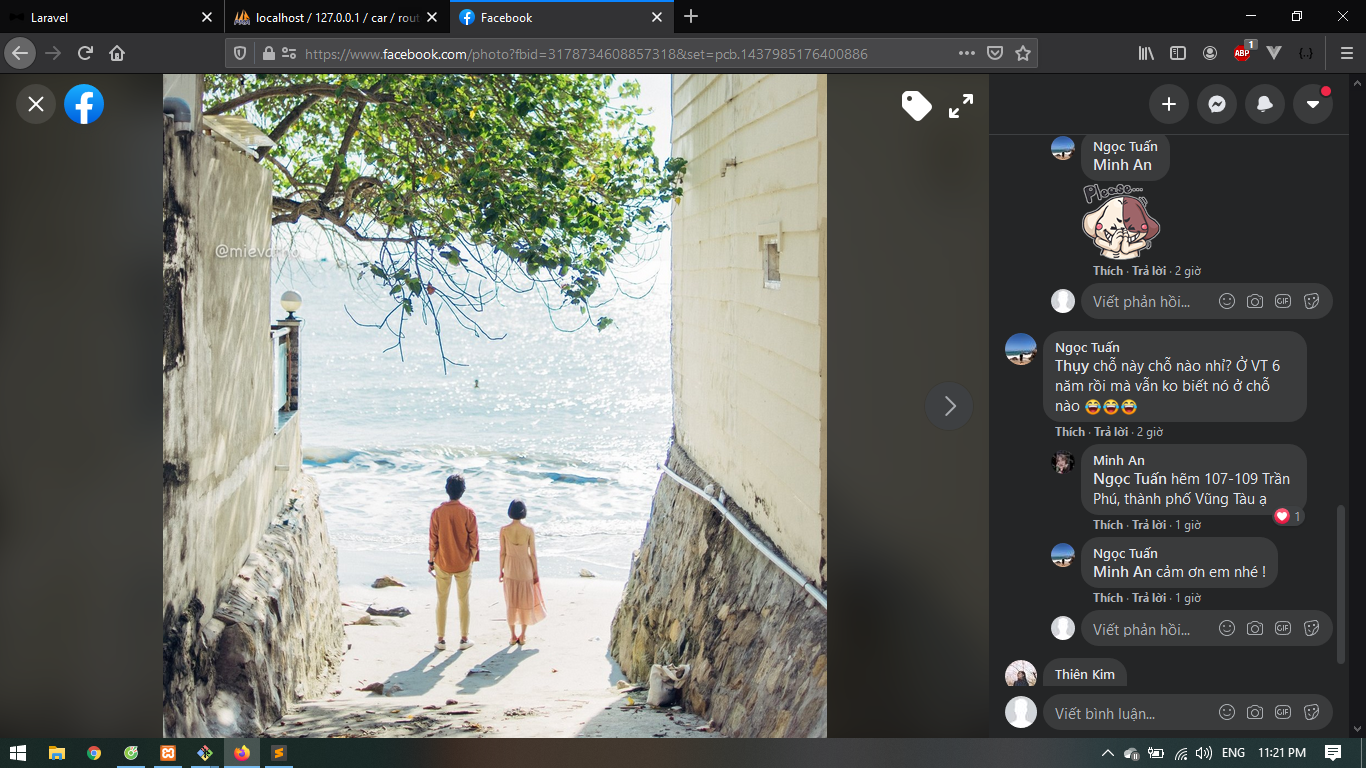 Laravel
localhost / 127.0.0.1 / car / rout
Facebook
https://www.facebook.com/photo?fbid=3178734608857318&set=pcb.1437985176400886
ABP
1
Ngọc Tuấn
Minh An
Please...
Thích · Trả lời · 2 giờ
Viết phản hồi...
GIF
Ngọc Tuấn
Thụy chỗ này chỗ nào nhỉ? Ở VT 6
năm rồi mà vẫn ko biết nó ở chỗ
nào
Thích · Trả lời · 2 giờ
Minh An
Ngọc Tuấn hẽm 107-109 Trần
Phú, thành phố Vũng Tàu ạ
1
Thích · Trả lời · 1 giờ
Ngọc Tuấn
Minh An cảm ơn em nhé !
Thích · Trả lời · 1 giờ
Viết phản hồi...
GIF
Thiên Kim
Viết bình luận...
GIF
ENG
11:21 PM